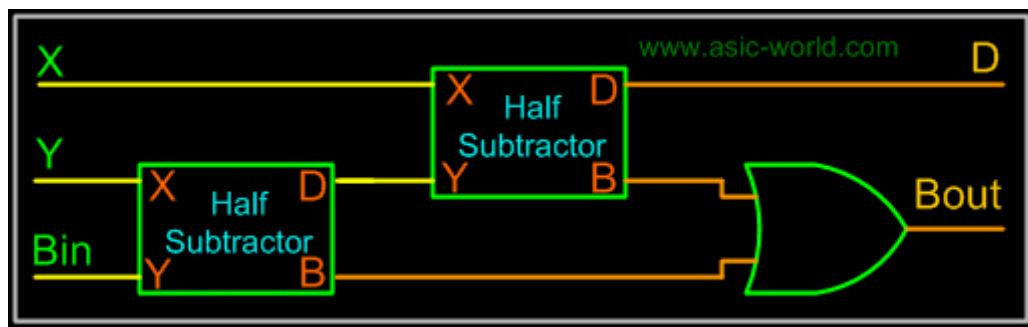 X
www.asic-world.com
D
X D
Half
Subtractor
Y B
Y
X D
Half
Subtractor
Y B
Bin
Bout